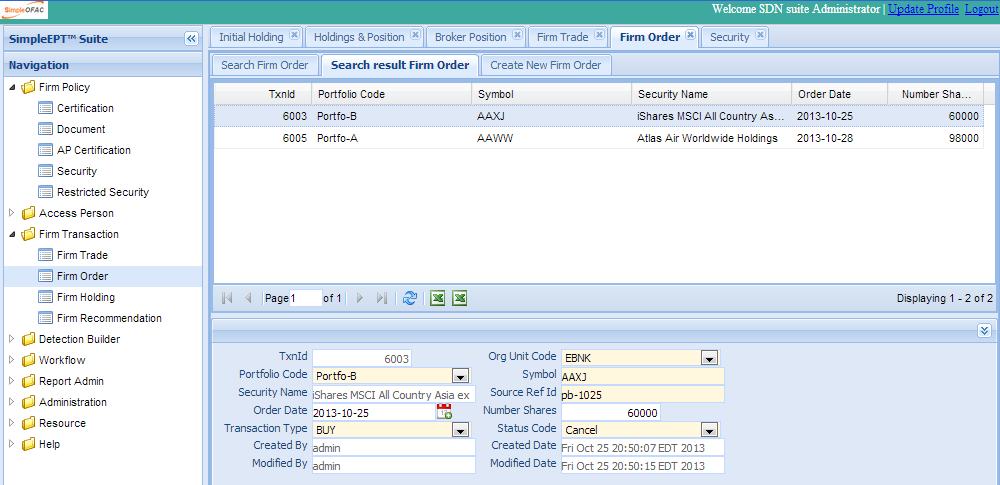 SimpleOFAC
Welcome SDN suite Administrator | Update Profile Logout
SimpleEPT™ Suite
Navigation
Firm Policy
Certification
Document
AP Certification
Security
Restricted Security
Access Person
Firm Transaction
Firm Trade
Firm Order
Firm Holding
Firm Recommendation
Detection Builder
Workflow
Report Admin
Administration
Resource
Help
Initial Holding Holdings & Position Broker Position Firm Trade Firm Order Security
Search Firm Order Search result Firm Order Create New Firm Order
TxnId Portfolio Code Symbol Security Name Order Date Number Sha...
6003 Portfo-B AAXJ iShares MSCI All Country As... 2013-10-25 60000
6005 Portfo-A AAWW Atlas Air Worldwide Holdings 2013-10-28 98000
Page 1 of 1 Displaying 1 - 2 of 2
TxnId 6003 Org Unit Code EBNK
Portfolio Code Portfo-B Symbol AAXJ
Security Name iShares MSCI All Country Asia ex Source Ref Id pb-1025
Order Date 2013-10-25 Number Shares 60000
Transaction Type BUY Status Code Cancel
Created By admin Created Date Fri Oct 25 20:50:07 EDT 2013
Modified By admin Modified Date Fri Oct 25 20:50:15 EDT 2013